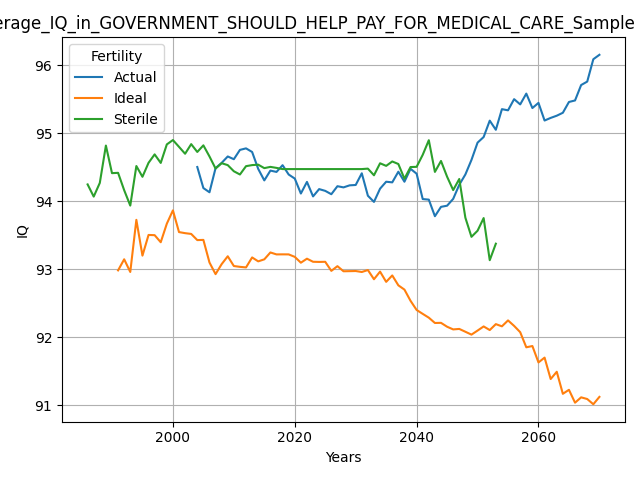 erage_IQ_in_GOVERNMENT_SHOULD_HELP_PAY_FOR_MEDICAL_CARE_Sample
Fertility
Actual
Ideal
Sterile
96
95
94
93
92
91
IQ
2000 2020 2040 2060
Years